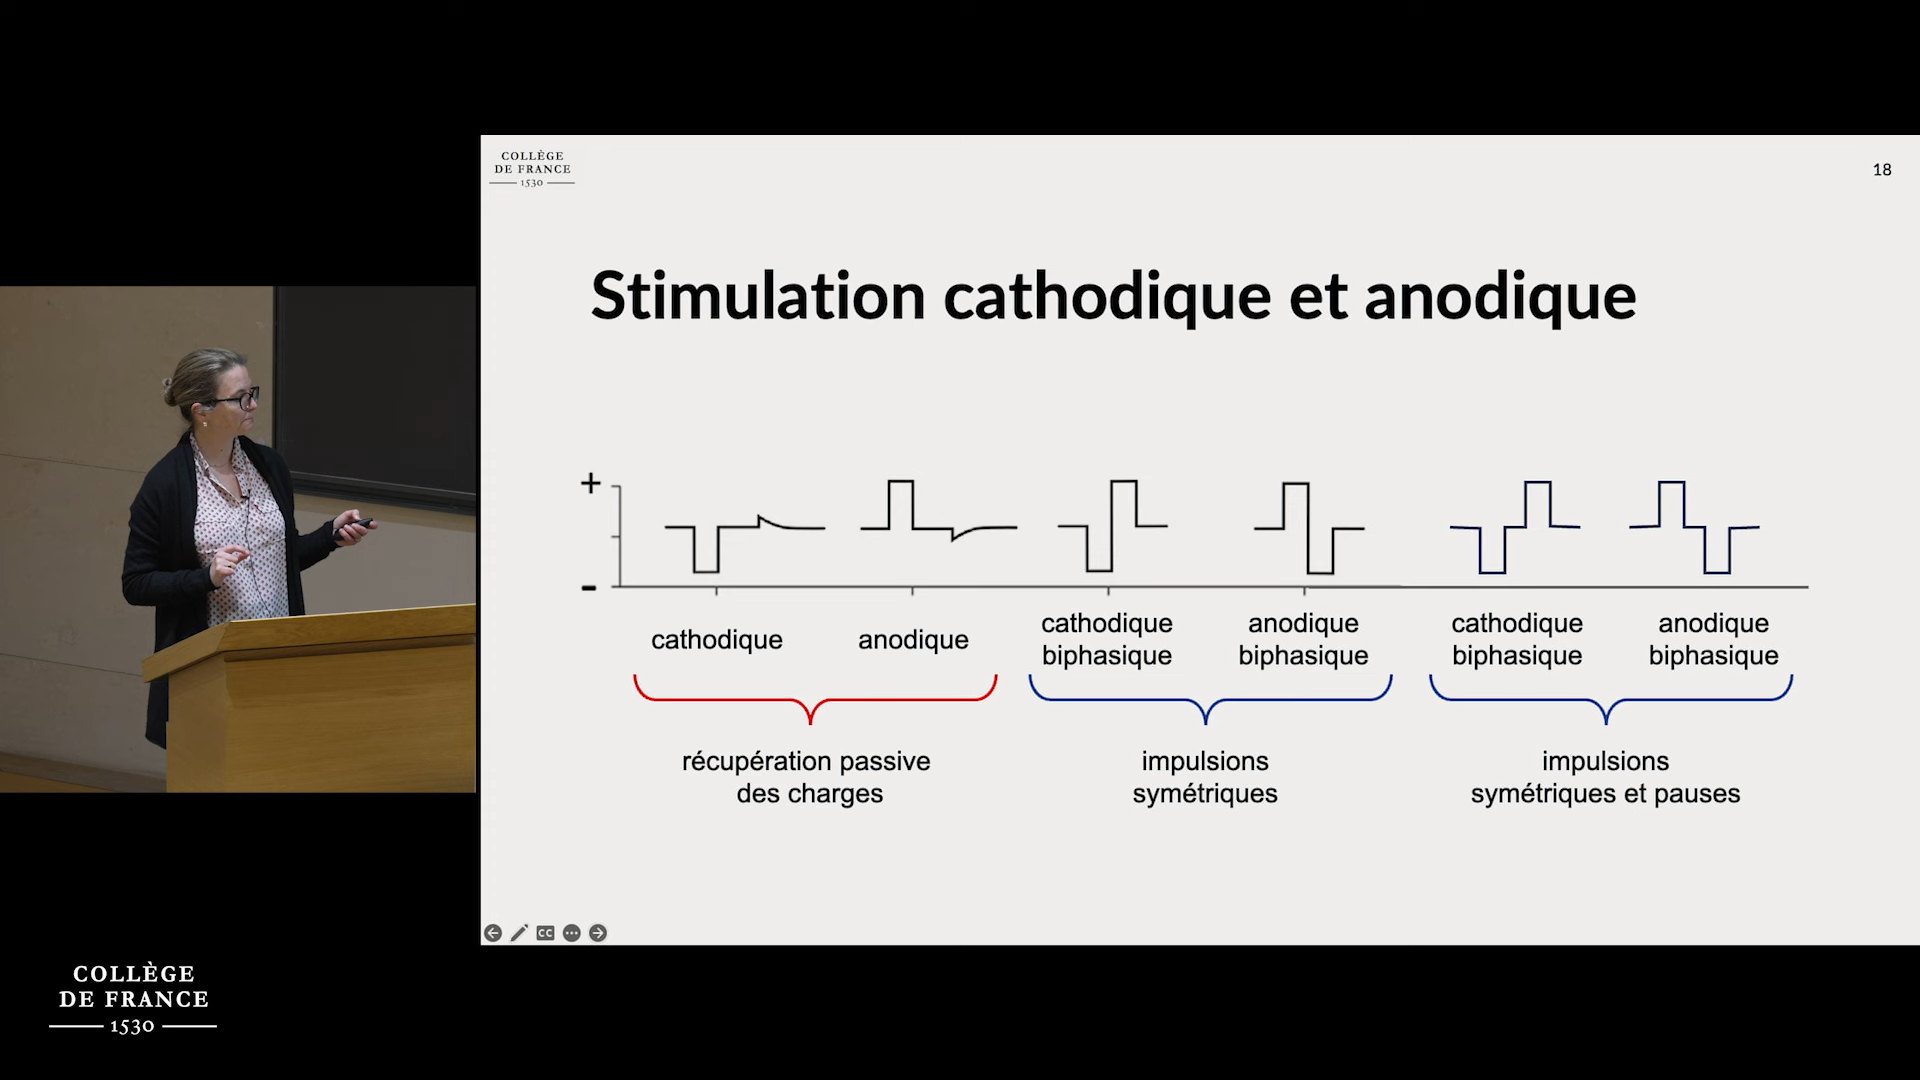 COLLÈGE
DE FRANCE
1530
18
Stimulation cathodique et anodique
+
-
cathodique
anodique
cathodique
biphasique
anodique
biphasique
cathodique
biphasique
anodique
biphasique
récupération passive
des charges
impulsions
symétriques
impulsions
symétriques et pauses
CC
COLLÈGE
DE FRANCE
1530